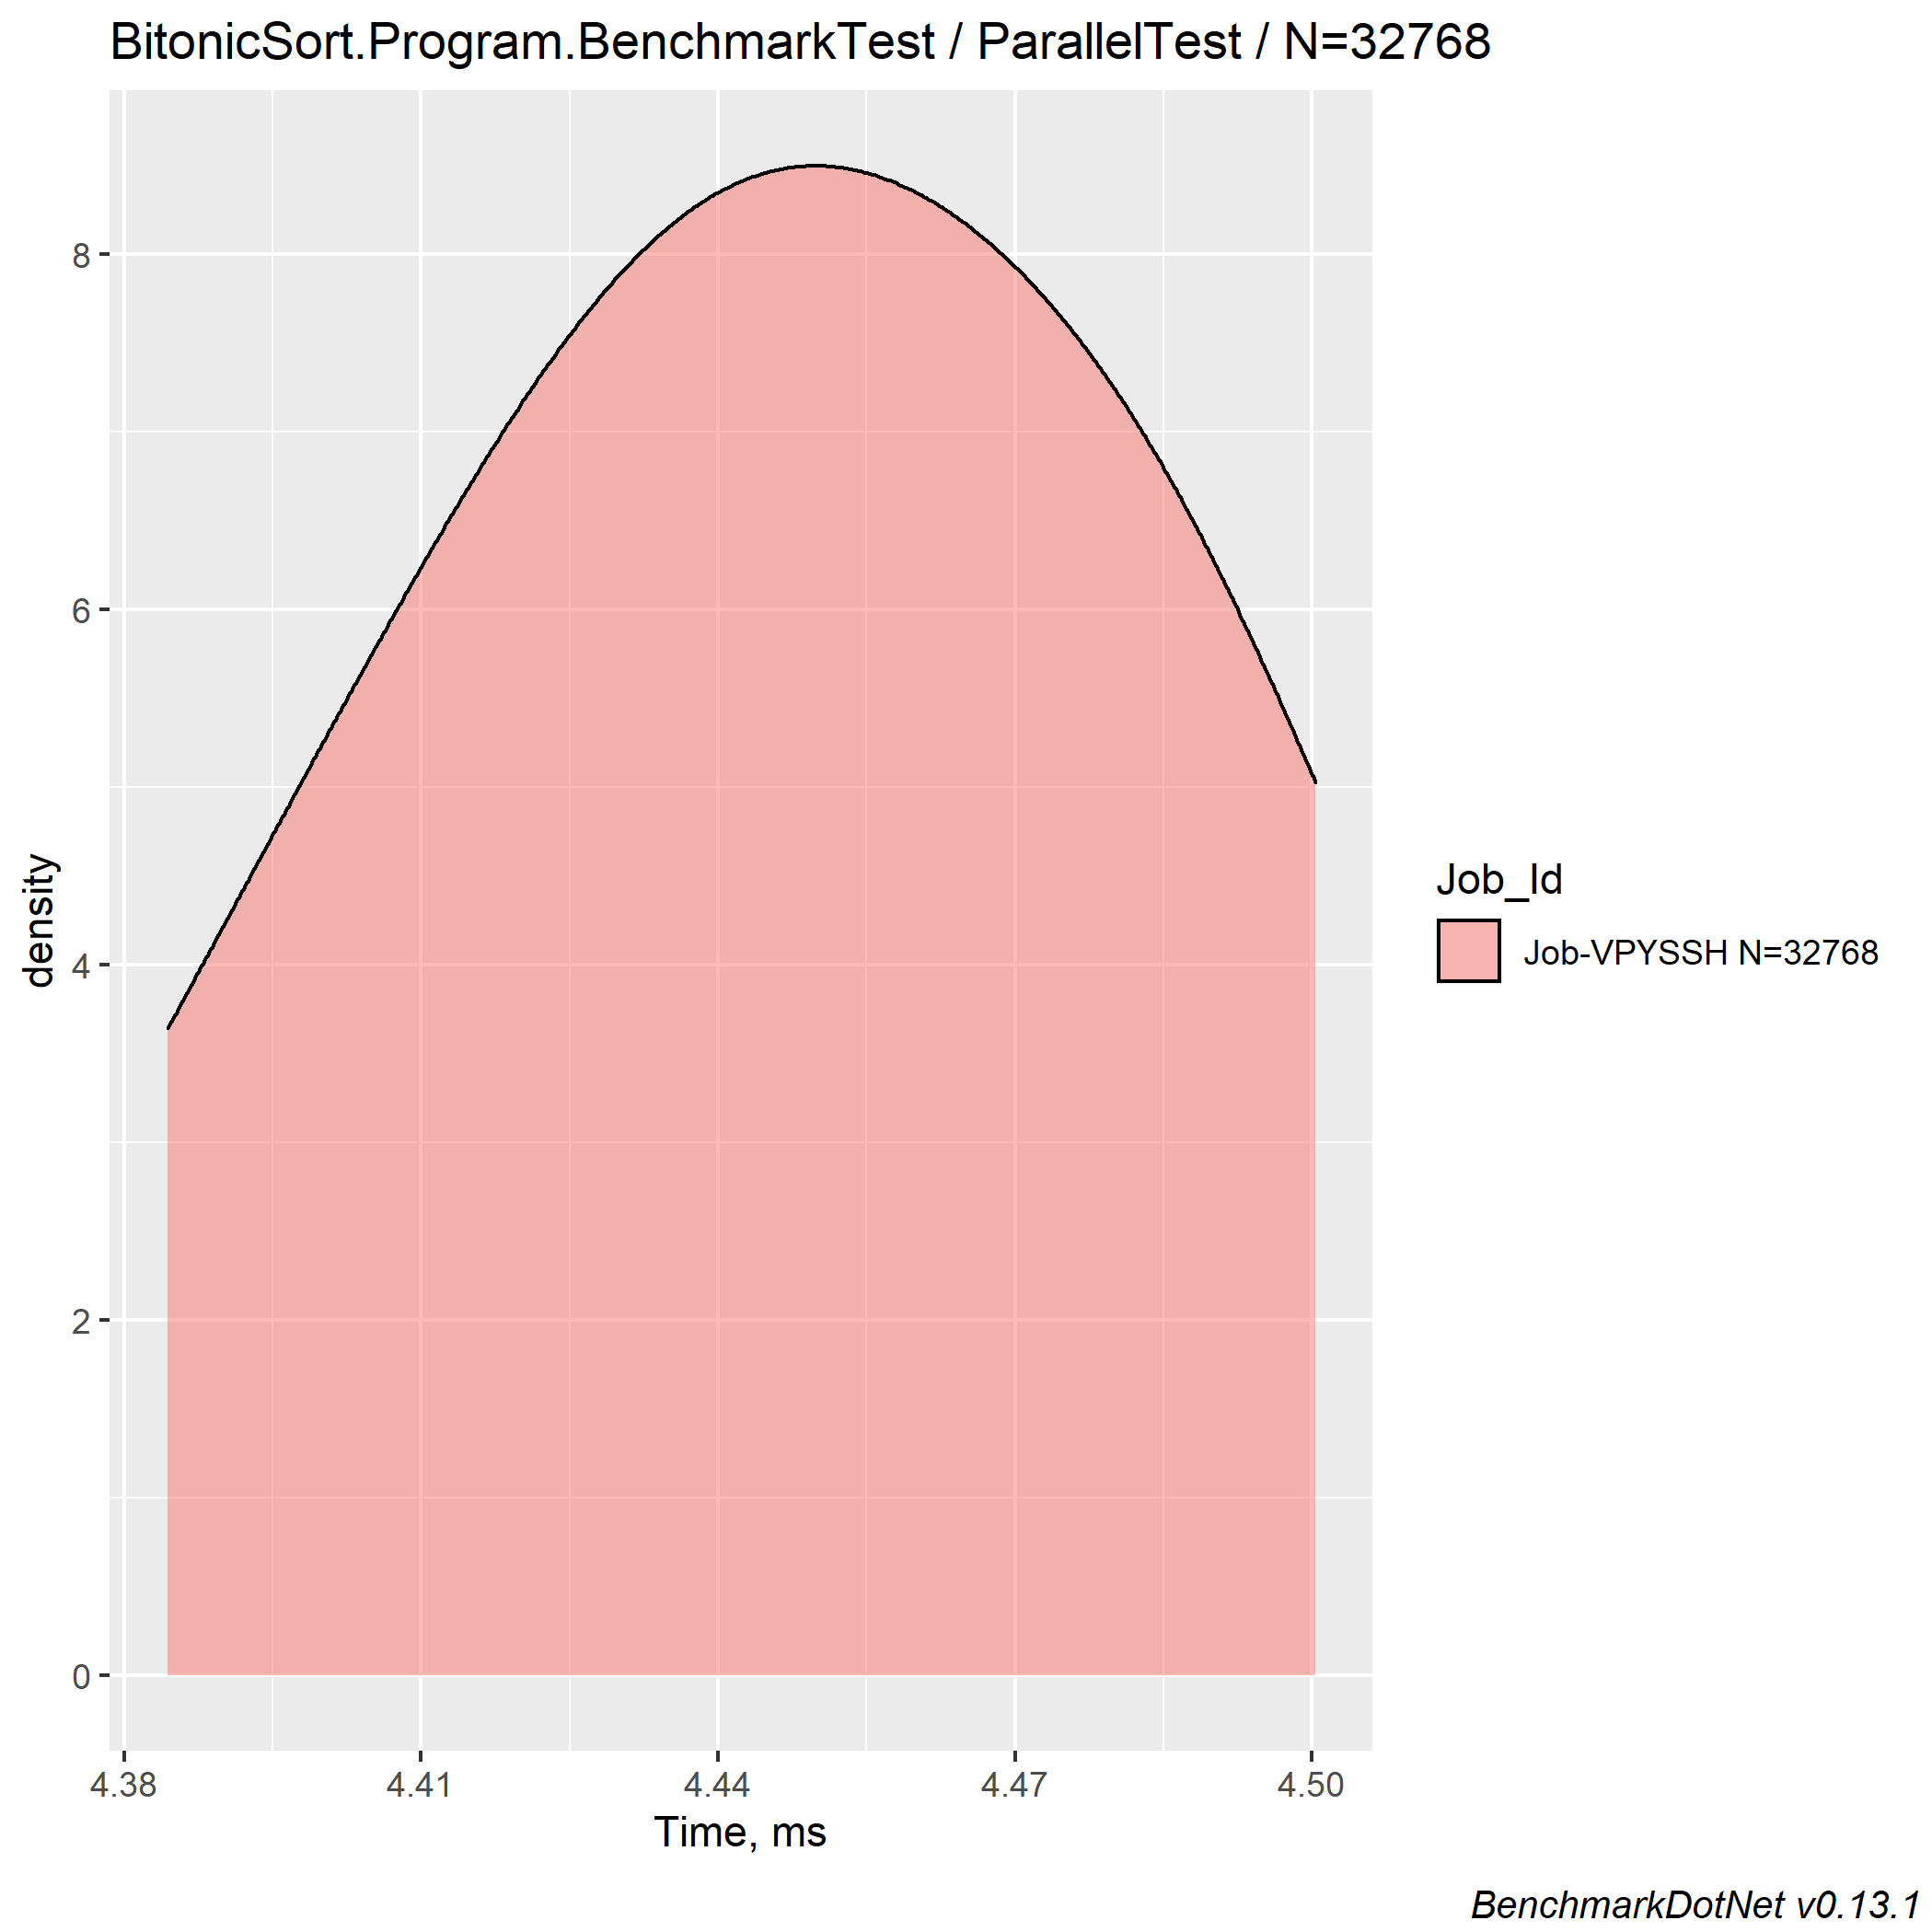 BitonicSort.Program.BenchmarkTest / ParallelTest / N=32768
8
6
4
2
0
density
4.38 4.41 4.44 4.47 4.50
Time, ms
Job_Id
Job-VPYSSH N=32768
BenchmarkDotNet v0.13.1